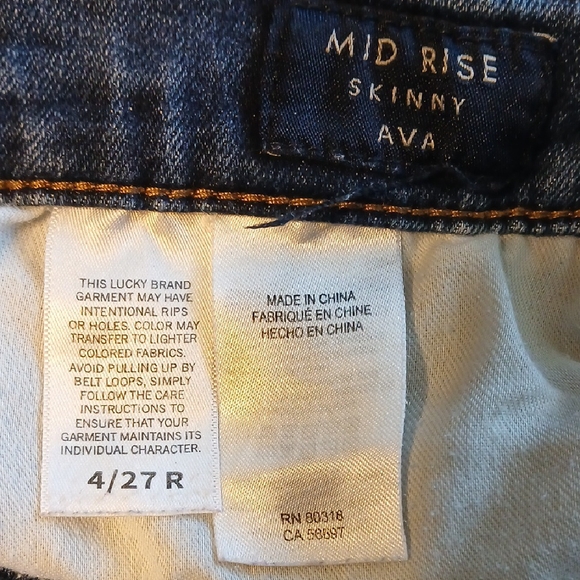 MID RISE
SKINNY
AVA
THIS LUCKY BRAND
GARMENT MAY HAVE
INTENTIONAL RIPS
OR HOLES. COLOR MAY
TRANSFER TO LIGHTER
COLORED FABRICS.
AVOID PULLING UP BY
BELT LOOPS, SIMPLY
FOLLOW THE CARE
INSTRUCTIONS TO
ENSURE THAT YOUR
GARMENT MAINTAINS ITS
INDIVIDUAL CHARACTER.
4/27 R
MADE IN CHINA
FABRIQUÉ EN CHINE
HECHO EN CHINA
RN 80318
CA 56897